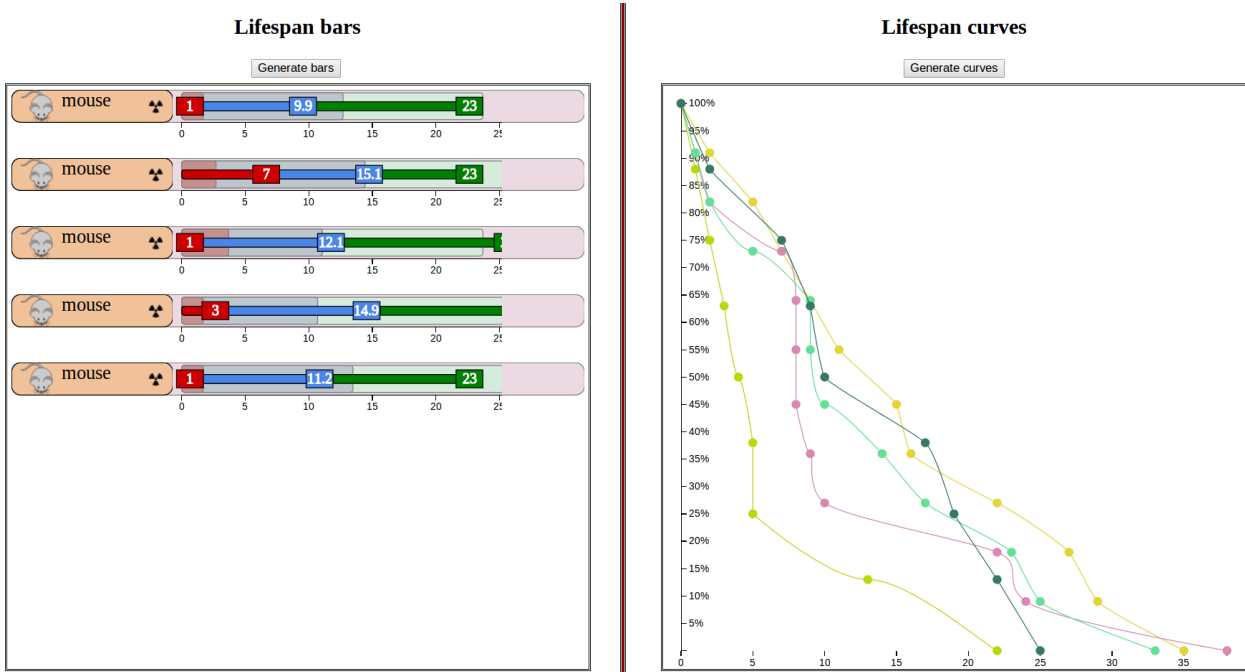 Lifespan bars
Generate bars
mouse 1 9.9 23
0 5 10 15 20 25
mouse 7 15.1 23
0 5 10 15 20 25
mouse 1 12.1
0 5 10 15 20 25
mouse 3 14.9
0 5 10 15 20 25
mouse 1 11.2 23
0 5 10 15 20 25
Lifespan curves
Generate curves
100%
95%
90%
85%
80%
75%
70%
65%
60%
55%
50%
45%
40%
35%
30%
25%
20%
15%
10%
5%
0 5 10 15 20 25 30 35